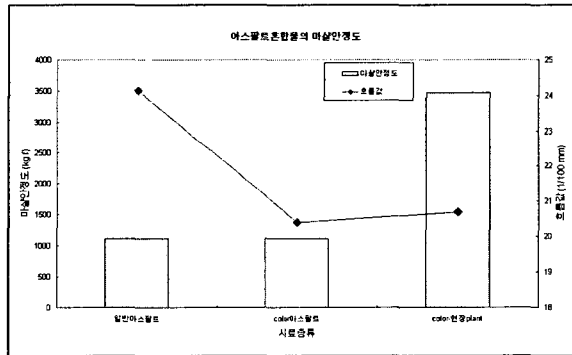 아스팔트혼합물의 마샬안정도
마샬안정도
흐름값
4000
3500
3000
2500
2000
1500
1000
500
0
마샬안정도 (kgf)
25
24
23
22
21
20
19
18
흐름값 (1/100 mm)
일반아스팔트
color아스팔트
color현장plant
시료종류